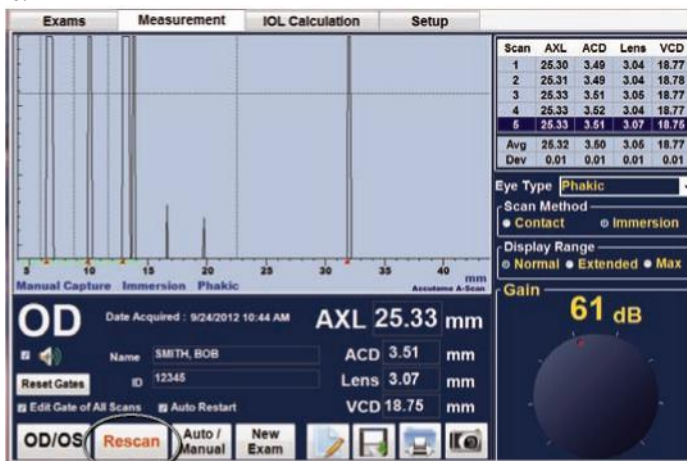 Exams Measurement IOL Calculation Setup
Scan AXL ACD Lens VCD
1 25.30 3.49 3.04 18.77
2 25.31 3.49 3.04 18.78
3 25.33 3.51 3.05 18.77
4 25.33 3.52 3.04 18.77
5 25.33 3.51 3.07 18.75
Avg 25.32 3.50 3.05 18.77
Dev 0.01 0.01 0.01 0.01
Eye Type Phakic
Scan Method
Contact Immersion
Display Range
Normal Extended Max
Gain
61 dB
5 10 15 20 25 30 35 40
mm
Manual Capture Immersion Phakic Accutome A-Scan
OD Date Acquired : 9/24/2012 10:44 AM AXL 25.33 mm
Name SMITH, BOB ACD 3.51 mm
Reset Gates ID 12345 Lens 3.07 mm
Edit Gate of All Scans Auto Restart VCD 18.75 mm
OD/OS Rescan Auto / Manual New Exam